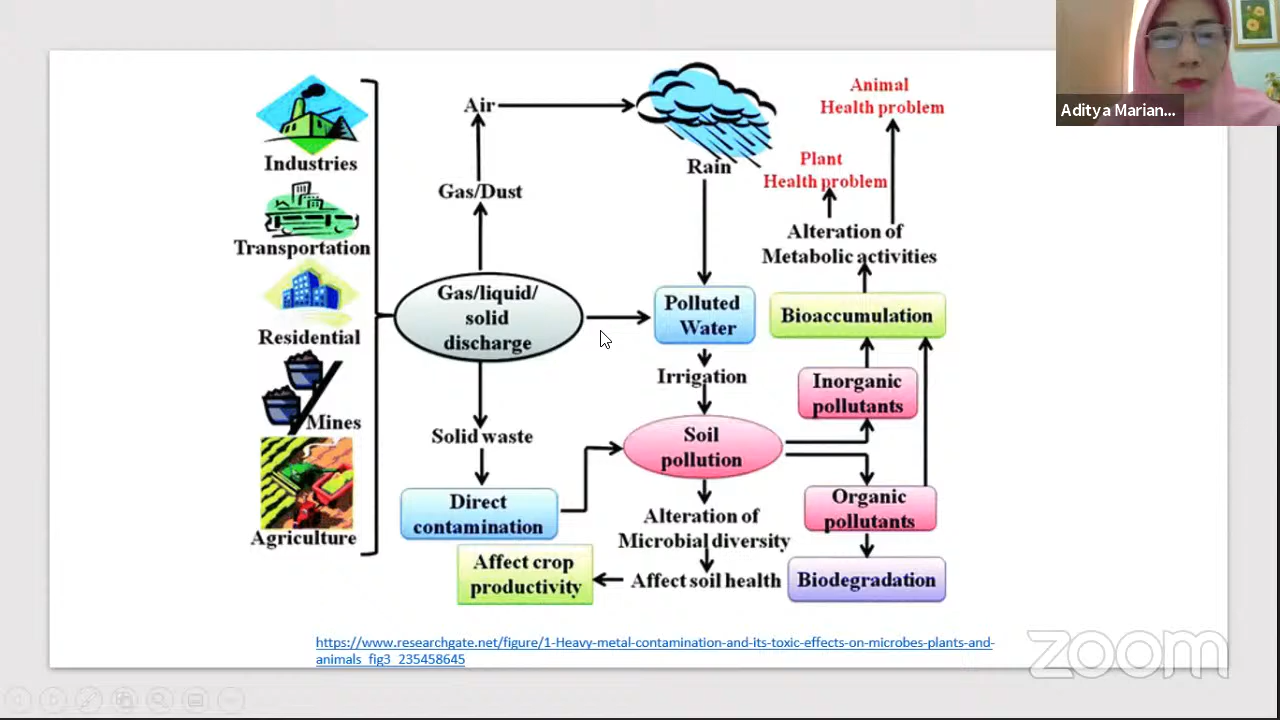 Industries
Transportation
Residential
Mines
Agriculture
Air
Gas/Dust
Gas/liquid/
solid
discharge
Solid waste
Direct
contamination
Affect crop
productivity
Rain
Polluted
Water
Irrigation
Soil
pollution
Alteration of
Microbial diversity
Affect soil health
Animal
Health problem
Plant
Health problem
Alteration of
Metabolic activities
Bioaccumulation
Inorganic
pollutants
Organic
pollutants
Biodegradation
https://www.researchgate.net/figure/1-Heavy-metal-contamination-and-its-toxic-effects-on-microbes-plants-and-
animals_fig3_235458645
Aditya Marian...
zoom